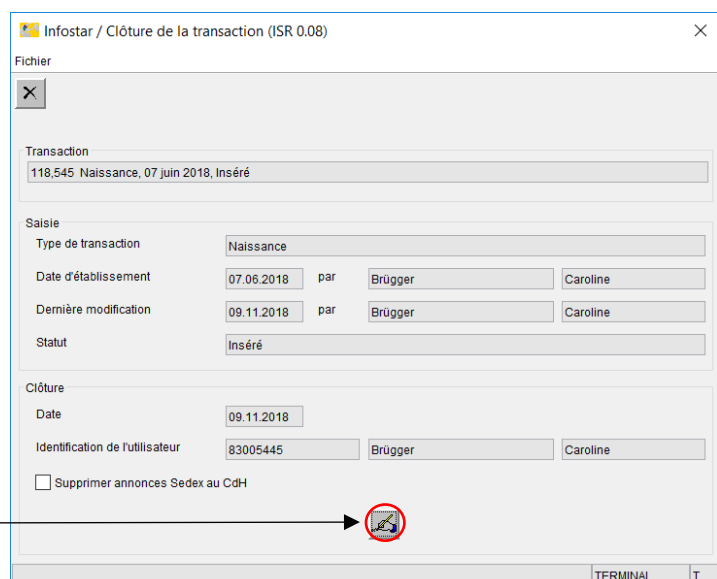 Infostar / Clôture de la transaction (ISR 0.08)
Fichier
Transaction
118,545 Naissance, 07 juin 2018, Inséré
Saisie
Type de transaction Naissance
Date d'établissement 07.06.2018 par Brügger Caroline
Dernière modification 09.11.2018 par Brügger Caroline
Statut Inséré
Clôture
Date 09.11.2018
Identification de l'utilisateur 83005445 Brügger Caroline
Supprimer annonces Sedex au CdH
TERMINAL T